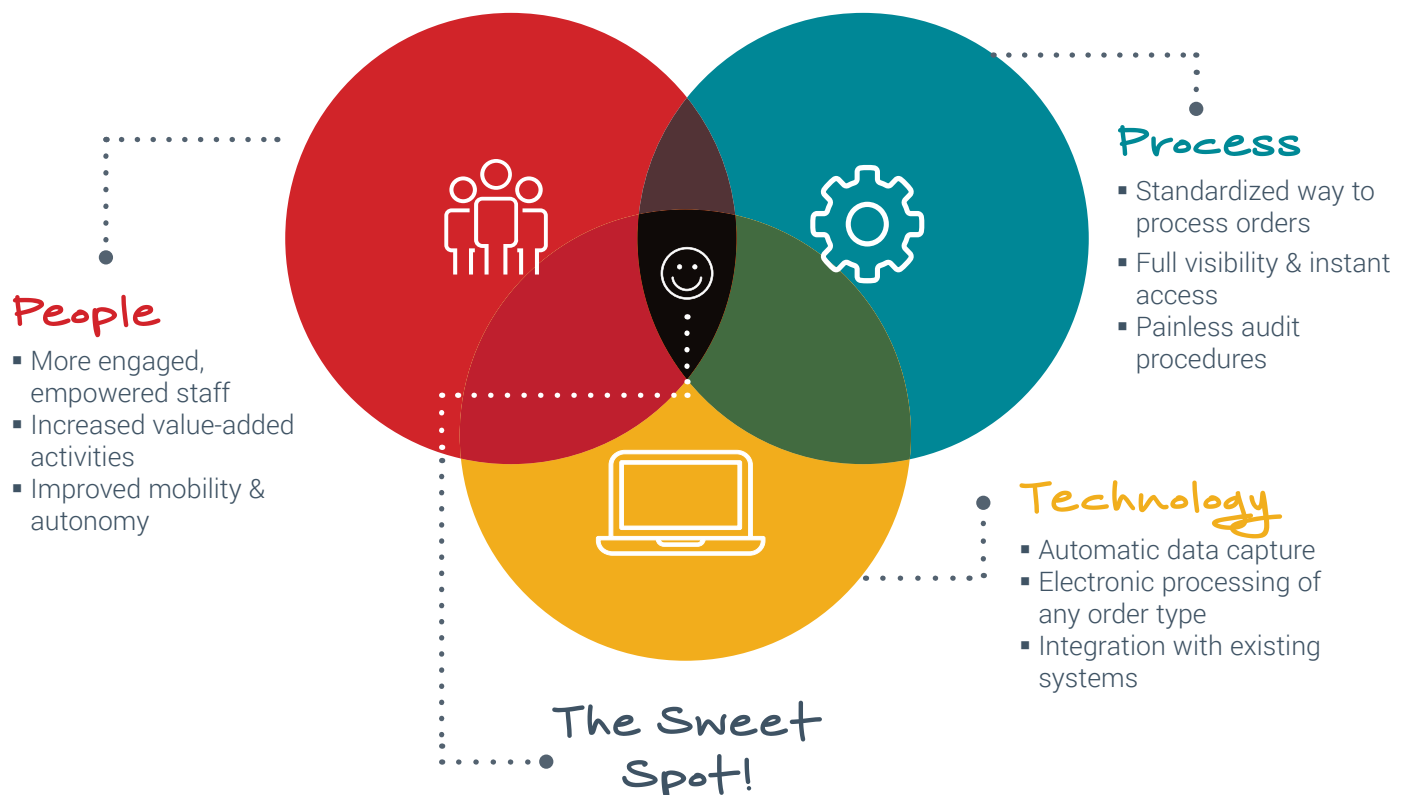 People
▪ More engaged,
empowered staff
▪ Increased value-added
activities
▪ Improved mobility &
autonomy
Process
▪ Standardized way to
process orders
▪ Full visibility & instant
access
▪ Painless audit
procedures
Technology
▪ Automatic data capture
▪ Electronic processing of
any order type
▪ Integration with existing
systems
The Sweet
Spot!